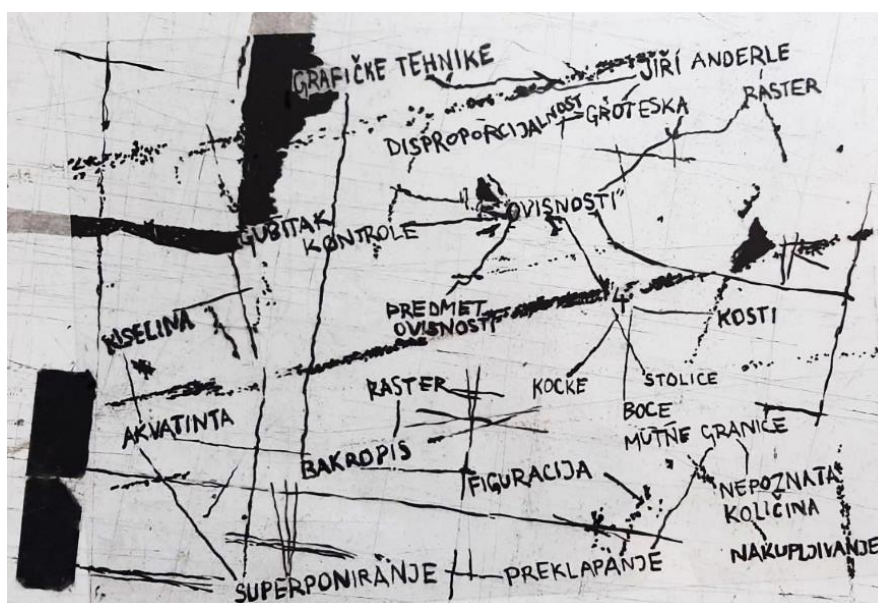 GRAFIČKE TEHNIKE
JIŘÍ ANDERLE
DISPROPORCIJALNOST
GROTESKA
RASTER
"OVISNOSTI"
GUBITAK
KONTROLE
PREDMET
OVISNOSTI
4
KOSTI
KISELINA
RASTER
KOCKE
STOLICE
BOCE
AKVATINTA
MUTNE GRANICE
BAKROPIS
FIGURACIJA
NEPOZNATA
KOLIČINA
NAKUPLJIVANJE
SUPERPONIRANJE
PREKLAPANJE